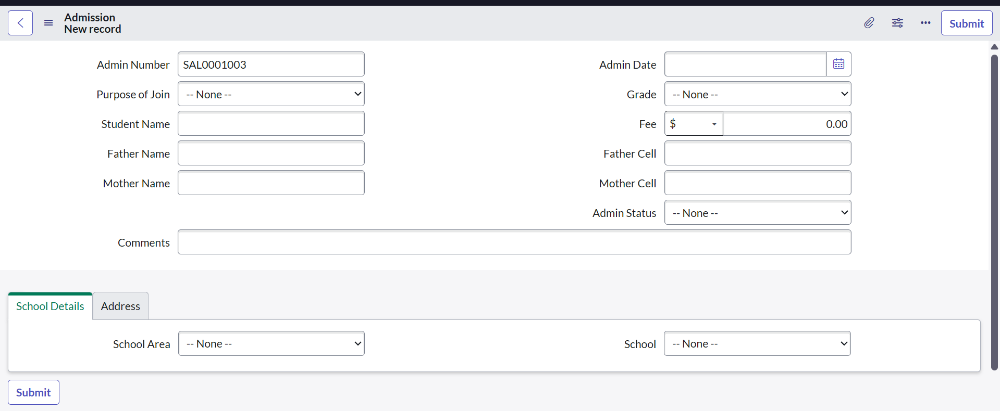 Admission
New record
Submit
Admin Number SAL0001003 Admin Date
Purpose of Join -- None -- Grade -- None --
Student Name Fee $ 0.00
Father Name Father Cell
Mother Name Mother Cell
Admin Status -- None --
Comments
School Details Address
School Area -- None -- School -- None --
Submit